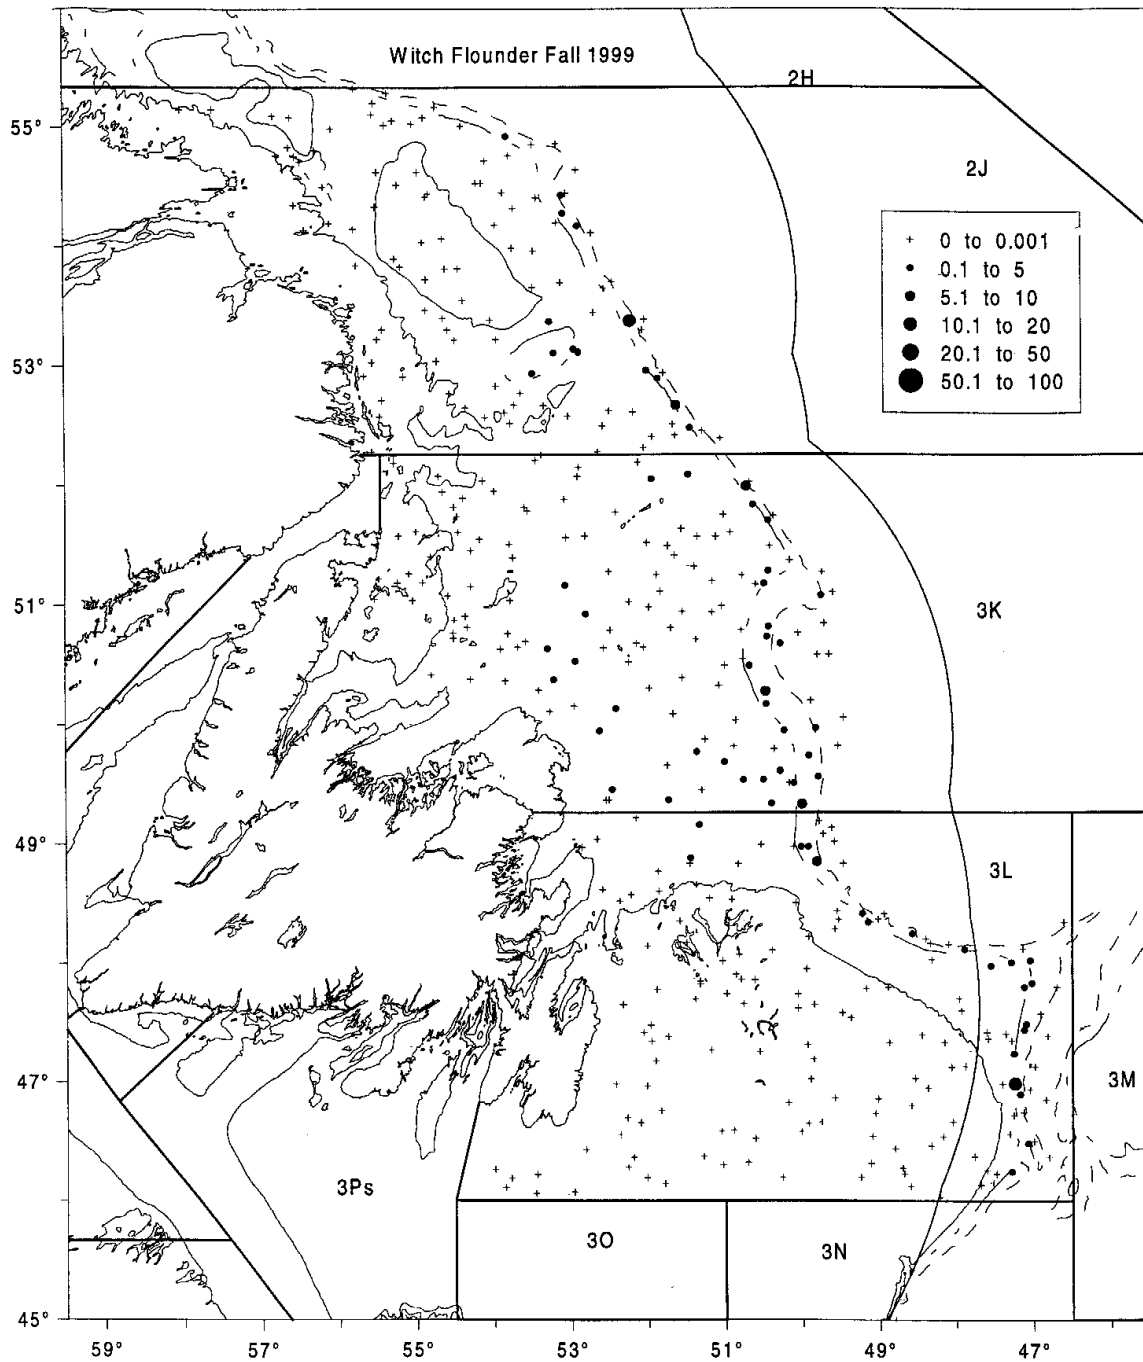 Witch Flounder Fall 1999
2H
55°
2J
0 to 0.001
0.1 to 5
5.1 to 10
10.1 to 20
20.1 to 50
50.1 to 100
53°
51°
3K
49°
3L
47°
3M
3Ps
3O
3N
45°
59°
57°
55°
53°
51°
49°
47°